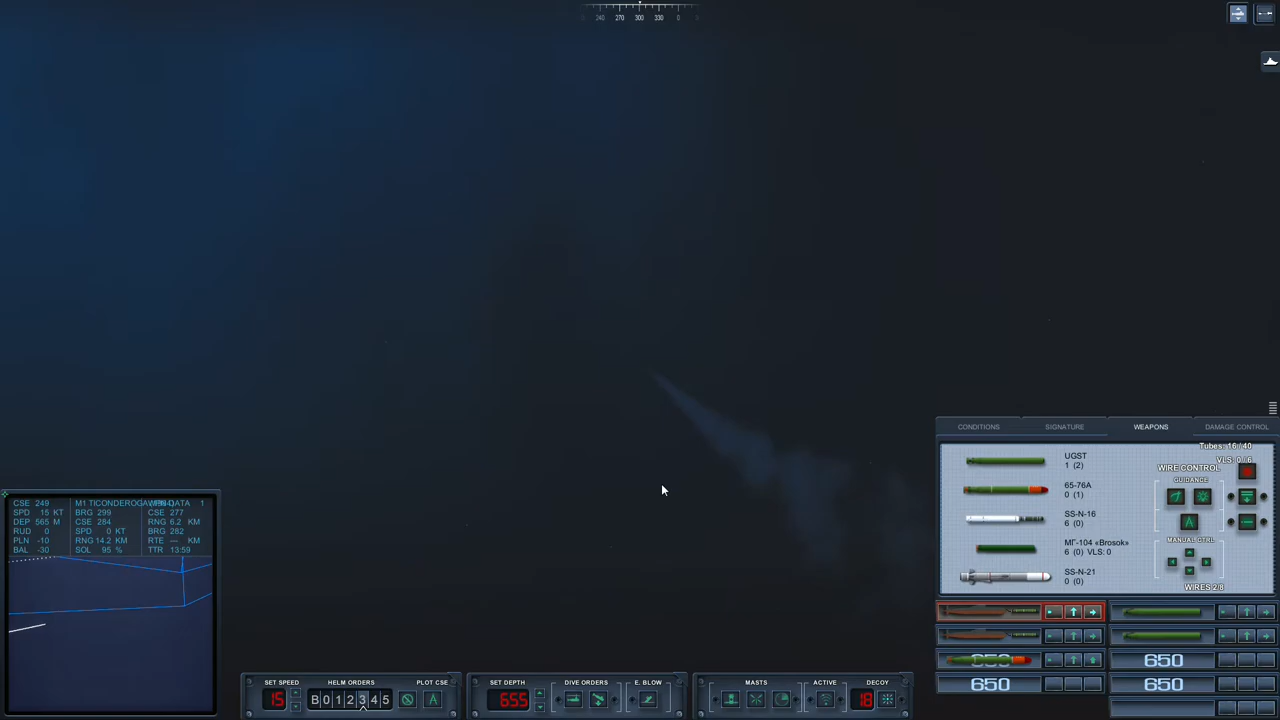 240 270 300 330 0
CONDITIONS SIGNATURE WEAPONS DAMAGE CONTROL
Tubes: 16 / 40
VLS: 0 / 6
UGST
1 (2)
65-76A
0 (1)
SS-N-16
6 (0)
МГ-104 «Brosok»
6 (0) VLS: 0
SS-N-21
0 (0)
WIRE CONTROL
GUIDANCE
MANUAL CTRL
WIRES 2/8
650 650
650 650
CSE 249
SPD 15 KT
DEP 565 M
RUD 0
PLN -10
BAL -30
M1 TICONDEROGA
CSE 284
SPD 0 KT
BRG 299
RNG 14.2 KM
SOL 95 %
DATA 1
CSE 277
RNG 6.2 KM
BRG 282
RTE --- KM
TTR 13:59
SET SPEED HELM ORDERS PLOT CSE
15 B 0 1 2 3 4 5 A
SET DEPTH DIVE ORDERS E. BLOW
655
MASTS ACTIVE DECOY
18